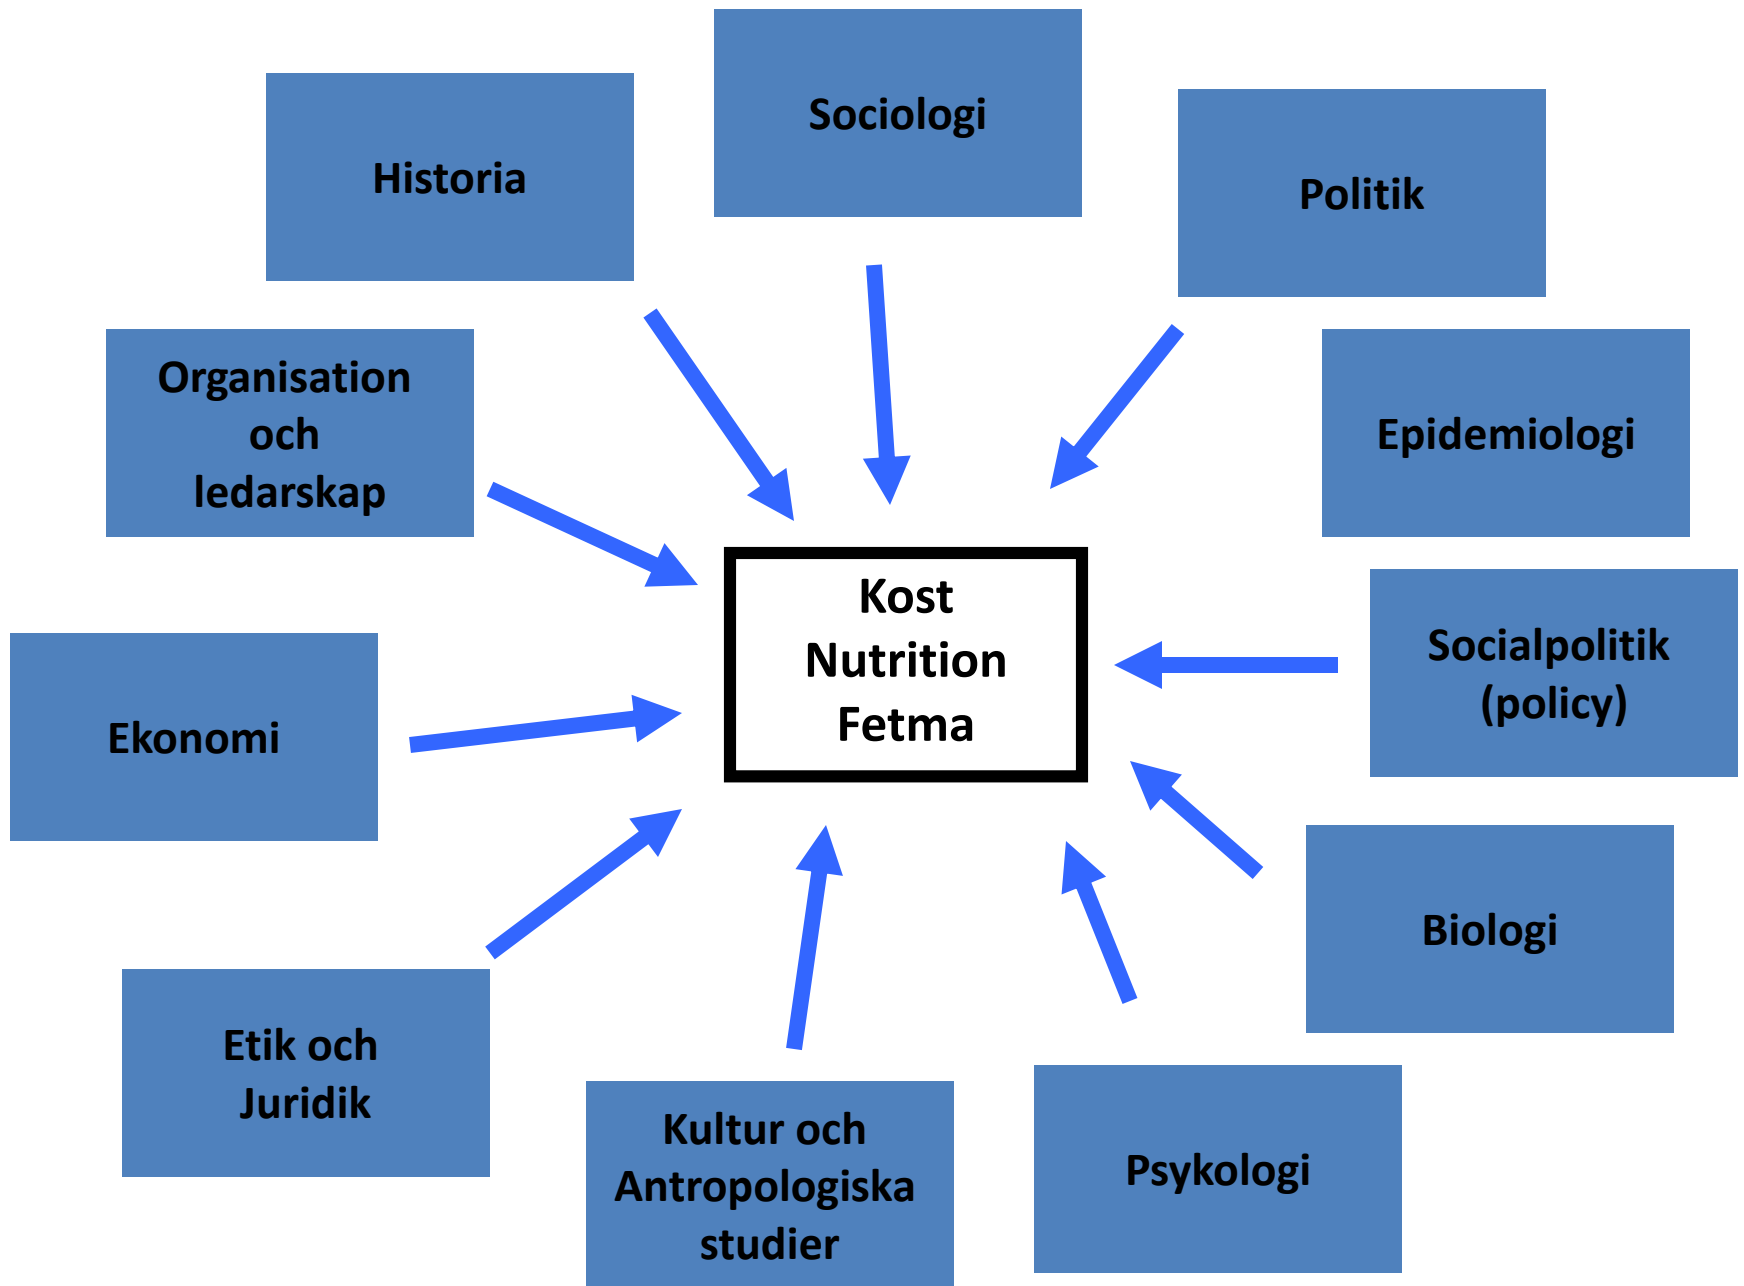 Sociologi
Historia
Politik
Organisation
och
ledarskap
Epidemiologi
Kost
Nutrition
Fetma
Socialpolitik
(policy)
Ekonomi
Biologi
Etik och
Juridik
Kultur och
Antropologiska
studier
Psykologi